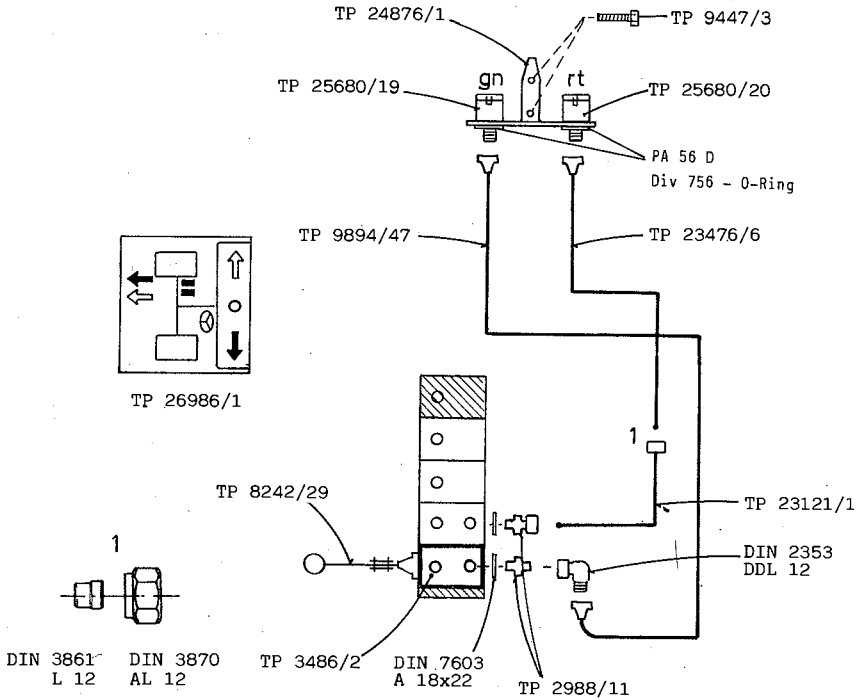 TP 24876/1
TP 9447/3
gn
rt
TP 25680/19
TP 25680/20
PA 56 D
Div 756 - O-Ring
TP 9894/47
TP 23476/6
TP 26986/1
1
TP 8242/29
TP 23121/1
1
DIN 2353
DDL 12
DIN 3861
L 12
DIN 3870
AL 12
TP 3486/2
DIN 7603
A 18x22
TP 2988/11